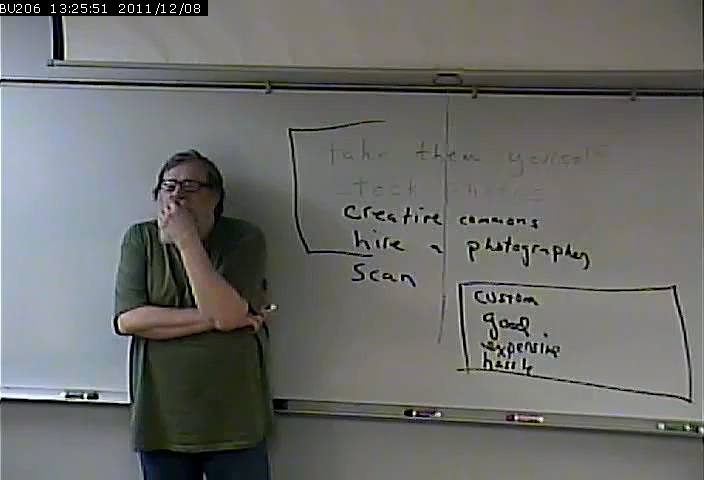 BU206 13:25:51 2011/12/08
take them yourself
stock photos
creative commons
hire a photographer
Scan
custom
good
expensive
hassle